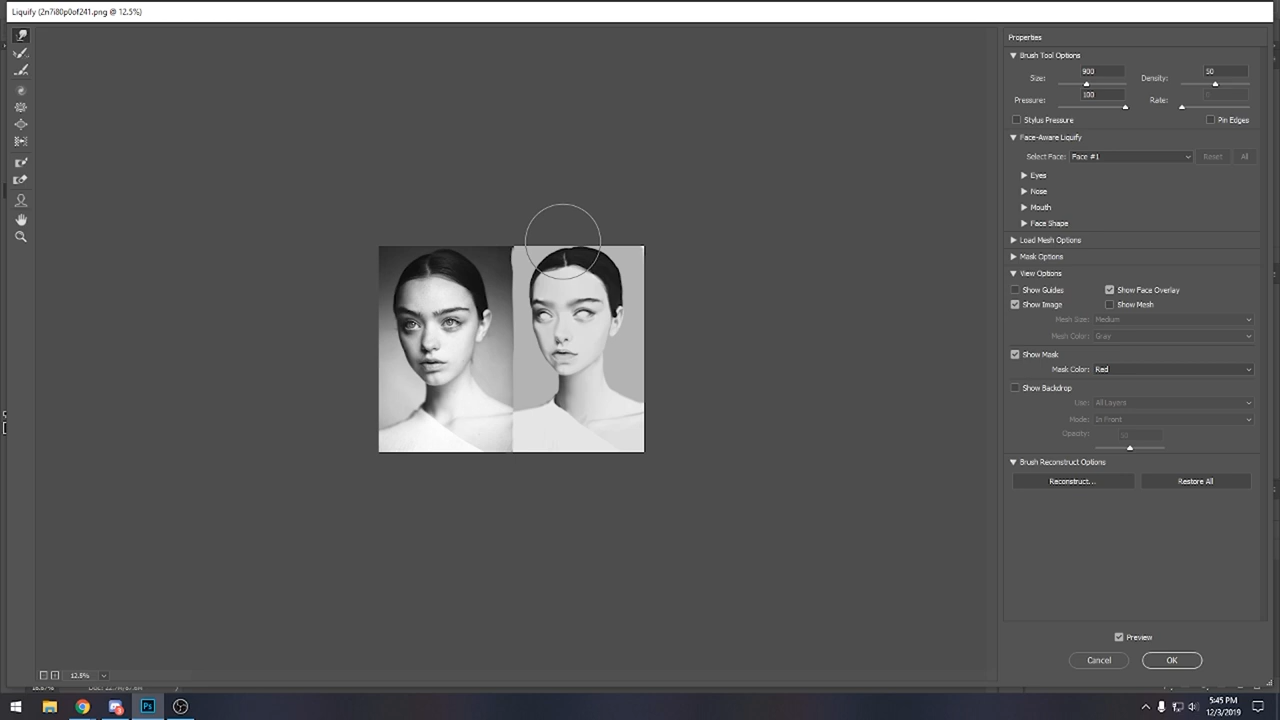 Liquify (2n7i80p0of241.png @ 12.5%)
Properties
Brush Tool Options
Size: 900 Density: 50
Pressure: 100 Rate: 0
Stylus Pressure Pin Edges
Face-Aware Liquify
Select Face: Face #1 Reset All
Eyes
Nose
Mouth
Face Shape
Load Mesh Options
Mask Options
View Options
Show Guides Show Face Overlay
Show Image Show Mesh
Mesh Size: Medium
Mesh Color: Gray
Show Mask
Mask Color: Red
Show Backdrop
Use: All Layers
Mode: In Front
Opacity: 50
Brush Reconstruct Options
Reconstruct... Restore All
Preview
Cancel OK
12.5%
Ps
5:45 PM
12/3/2019